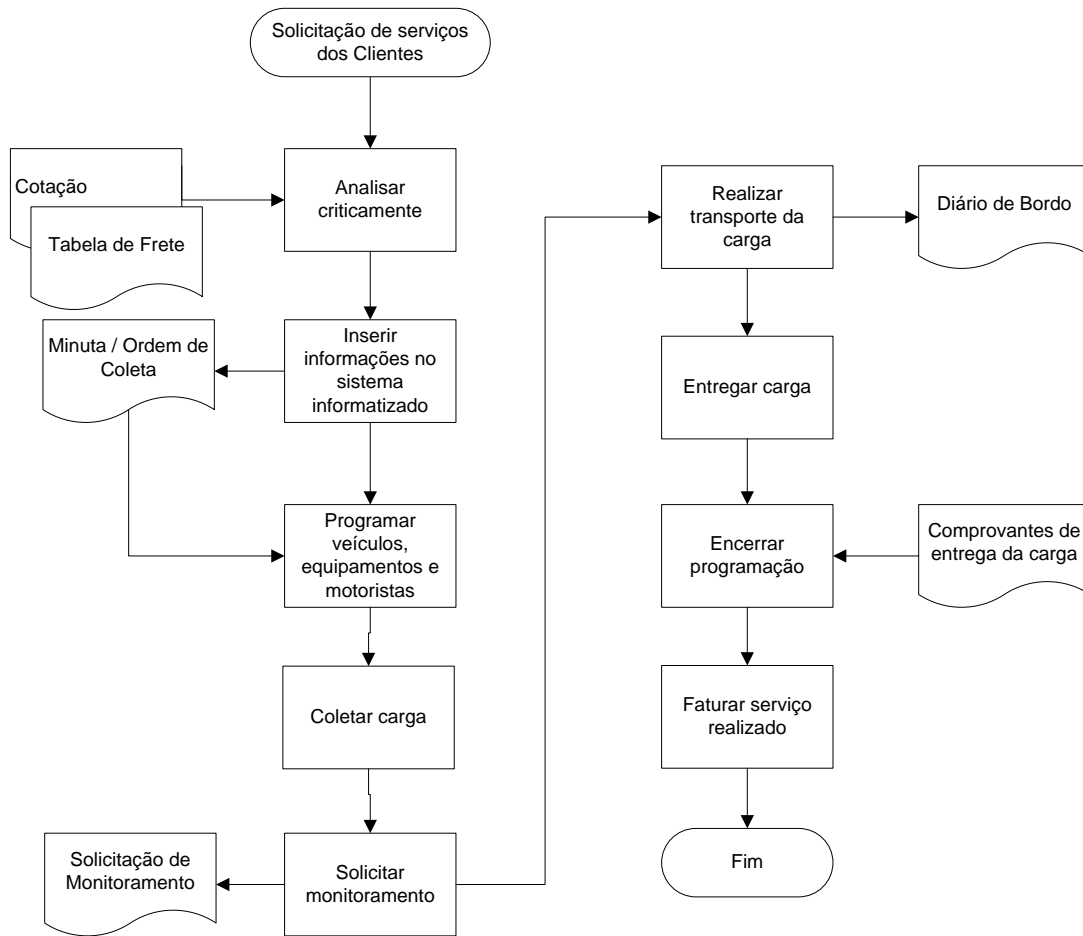 Solicitação de serviços
dos Clientes
Cotação
Tabela de Frete
Analisar
criticamente
Minuta / Ordem de
Coleta
Inserir
informações no
sistema
informatizado
Programar
veículos,
equipamentos e
motoristas
Coletar carga
Solicitação de
Monitoramento
Solicitar
monitoramento
Realizar
transporte da
carga
Diário de Bordo
Entregar carga
Encerrar
programação
Comprovantes de
entrega da carga
Faturar serviço
realizado
Fim